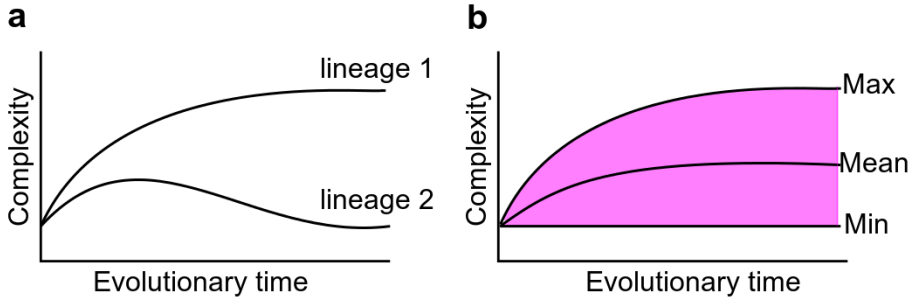 a
Complexity
lineage 1
lineage 2
Evolutionary time
b
Complexity
Max
Mean
Min
Evolutionary time